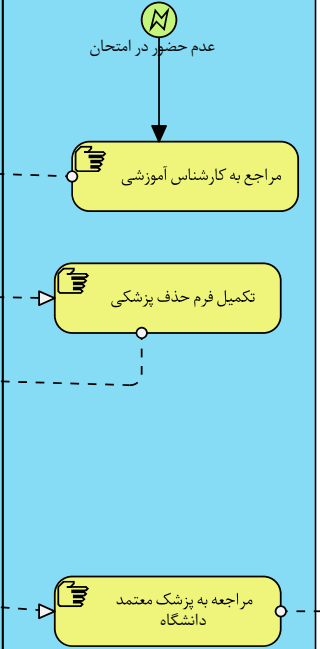 عدم حضور در امتحان
مراجع به کارشناس آموزشی
تکمیل فرم حذف پزشکی
مراجعه به پزشک معتمد
دانشگاه